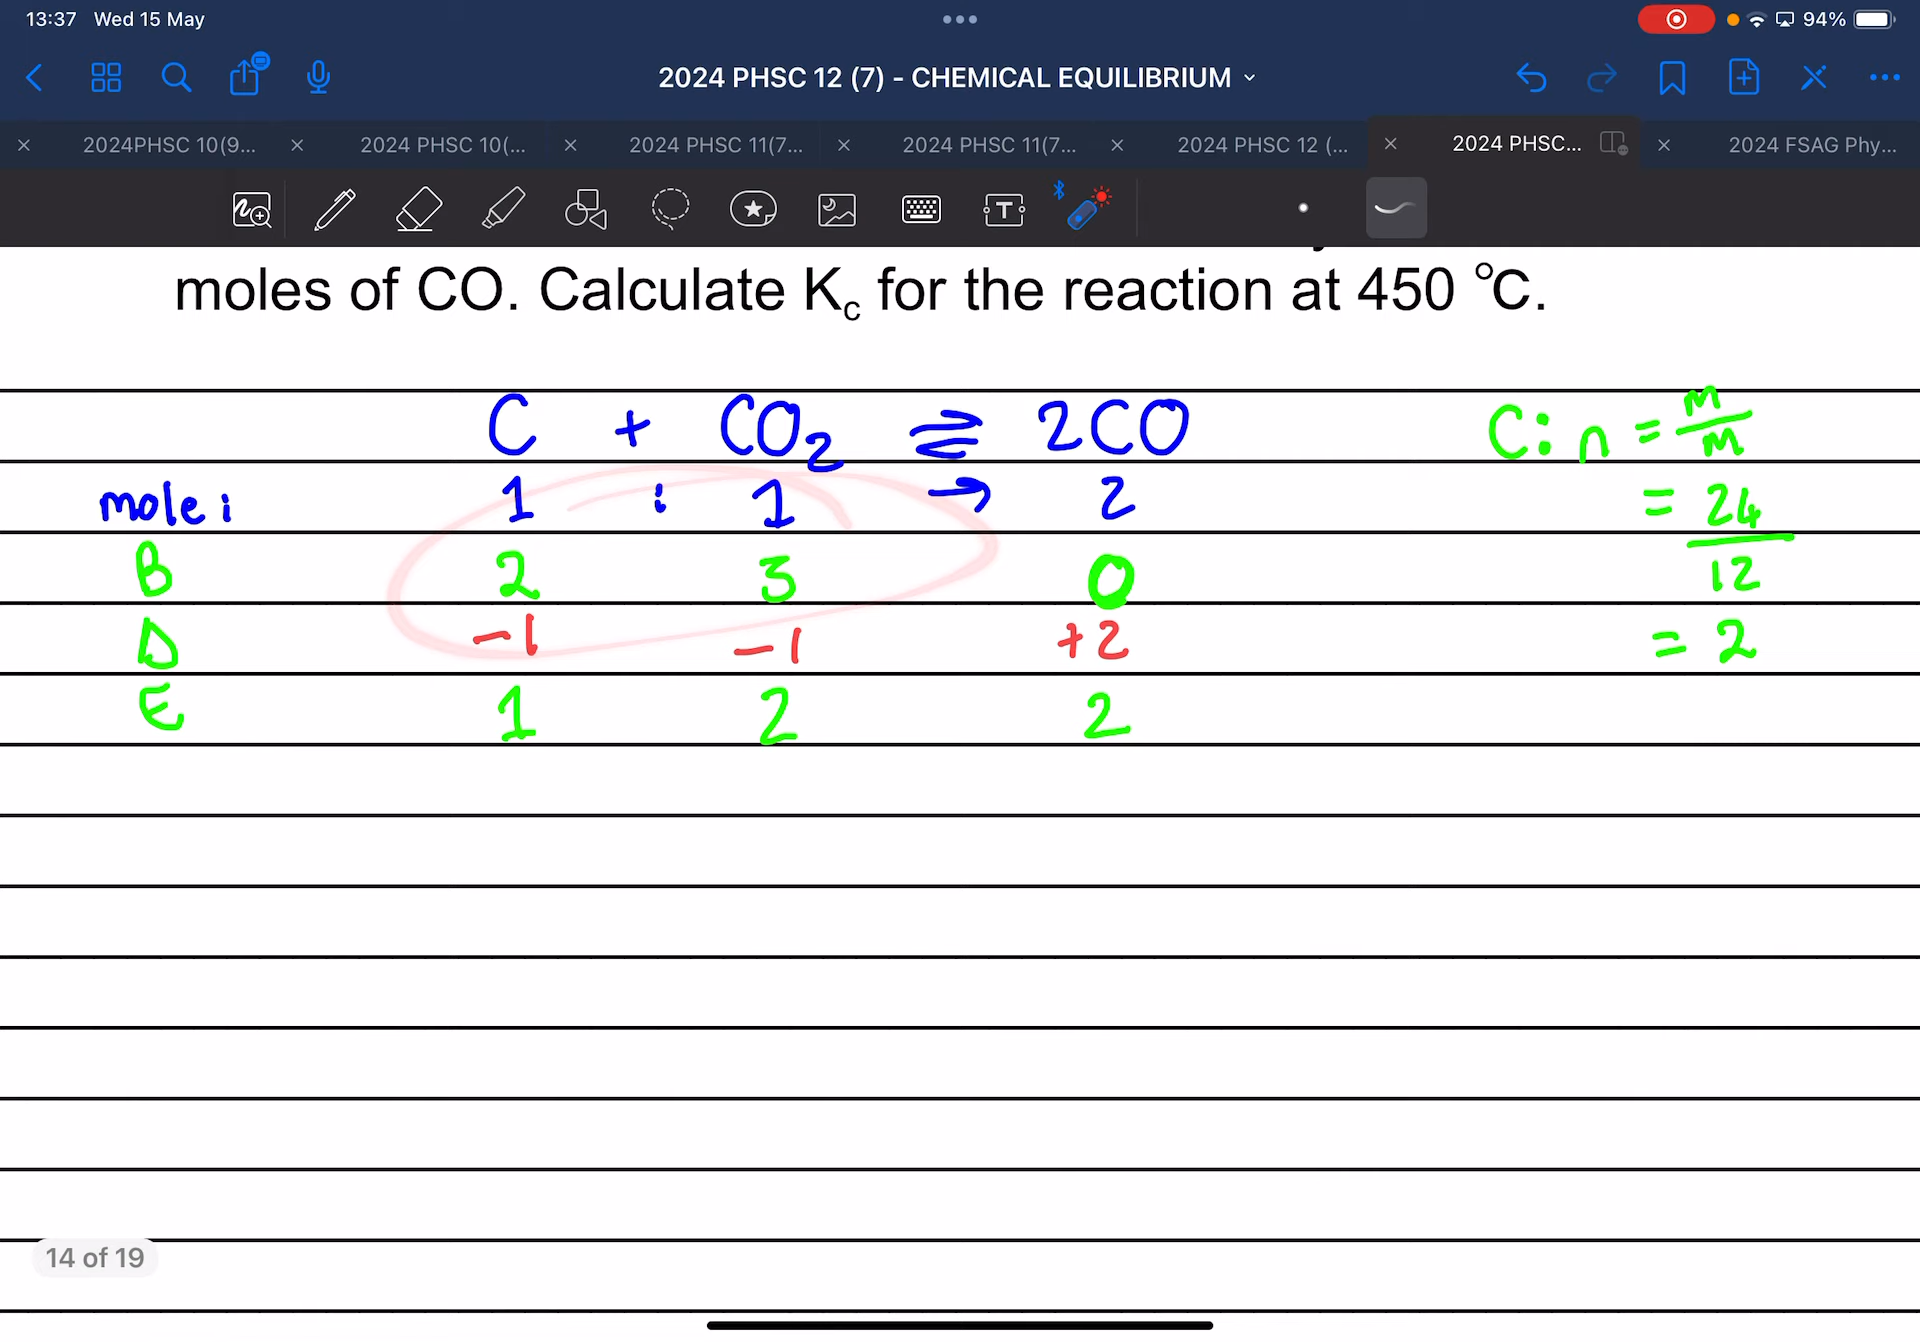 13:37 Wed 15 May
94%
2024 PHSC 12 (7) - CHEMICAL EQUILIBRIUM
2024PHSC 10(9... 2024 PHSC 10(... 2024 PHSC 11(7... 2024 PHSC 11(7... 2024 PHSC 12 (... 2024 PHSC... 2024 FSAG Phy...
moles of CO. Calculate K꜀ for the reaction at 450 °C.
C + CO₂ ⇌ 2CO C: n = m/M
mole: 1 : 1 → 2 = 24
B 2 3 0 12
Δ -1 -1 +2 = 2
E 1 2 2
14 of 19